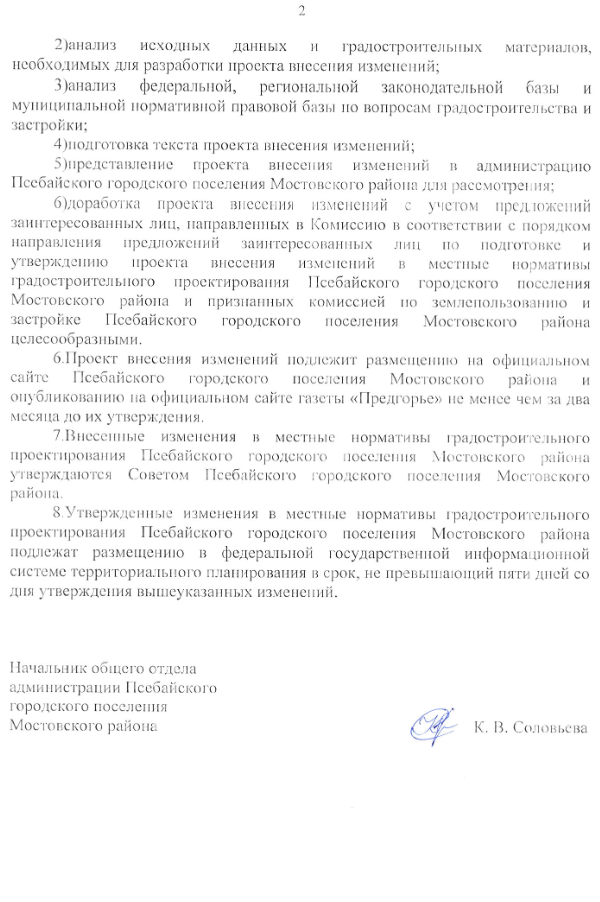 2
2)анализ исходных данных и градостроительных материалов,
необходимых для разработки проекта внесения изменений;
3)анализ федеральной, региональной законодательной базы и
муниципальной нормативной правовой базы по вопросам градостроительства и
застройки;
4)подготовка текста проекта внесения изменений;
5)представление проекта внесения изменений в администрацию
Псебайского городского поселения Мостовского района для рассмотрения;
6)доработка проекта внесения изменений с учетом предложений
заинтересованных лиц, направленных в Комиссию в соответствии с порядком
направления предложений заинтересованных лиц по подготовке и
утверждению проекта внесения изменений в местные нормативы
градостроительного проектирования Псебайского городского поселения
Мостовского района и признанных комиссией по землепользованию и
застройке Псебайского городского поселения Мостовского района
целесообразными.
6.Проект внесения изменений подлежит размещению на официальном
сайте Псебайского городского поселения Мостовского района и
опубликованию на официальном сайте газеты «Предгорье» не менее чем за два
месяца до их утверждения.
7.Внесенные изменения в местные нормативы градостроительного
проектирования Псебайского городского поселения Мостовского района
утверждаются Советом Псебайского городского поселения Мостовского
района.
8.Утвержденные изменения в местные нормативы градостроительного
проектирования Псебайского городского поселения Мостовского района
подлежат размещению в федеральной государственной информационной
системе территориального планирования в срок, не превышающий пяти дней со
дня утверждения вышеуказанных изменений.
Начальник общего отдела
администрации Псебайского
городского поселения
Мостовского района
К. В. Соловьева